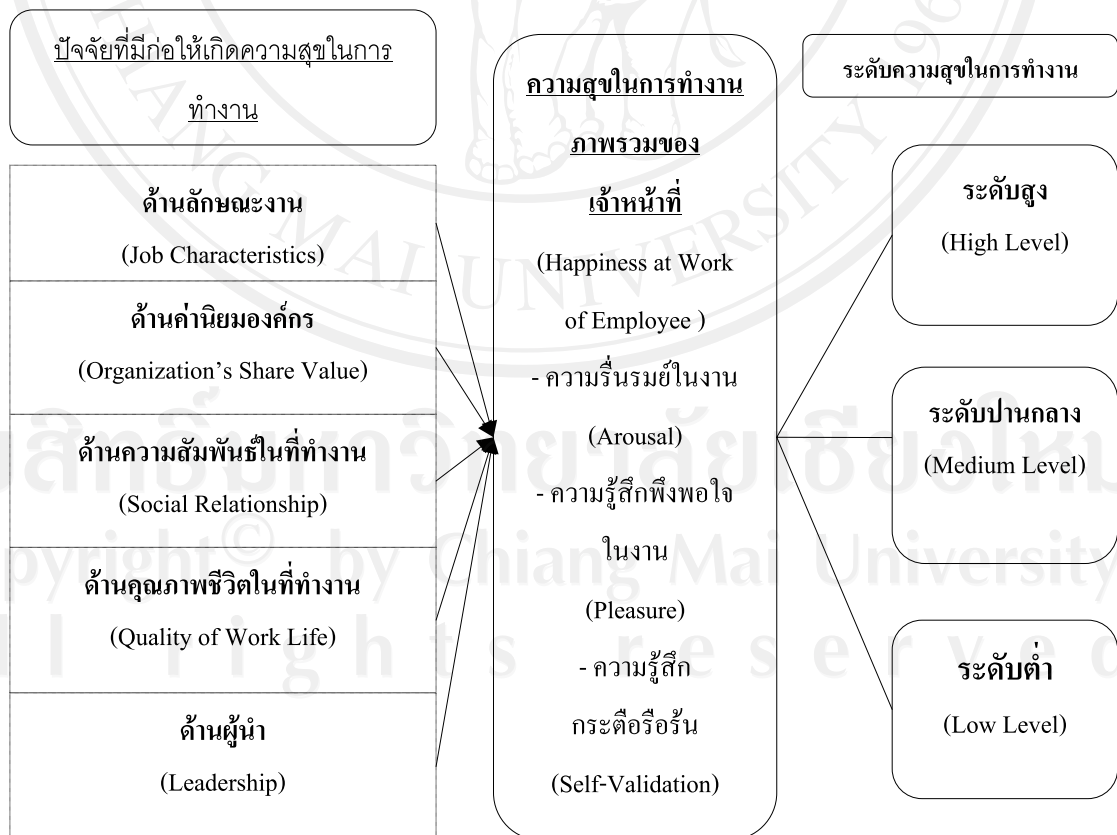 ปัจจัยที่มีก่อให้เกิดความสุขในการ
ทำงาน
ด้านลักษณะงาน
(Job Characteristics)
ด้านค่านิยมองค์กร
(Organization's Share Value)
ด้านความสัมพันธ์ในที่ทำงาน
(Social Relationship)
ด้านคุณภาพชีวิตในที่ทำงาน
(Quality of Work Life)
ด้านผู้นำ
(Leadership)
ความสุขในการทำงาน
ภาพรวมของ
เจ้าหน้าที่
(Happiness at Work
of Employee )
- ความรื่นรมย์ในงาน
(Arousal)
- ความรู้สึกพึงพอใจ
ในงาน
(Pleasure)
- ความรู้สึก
กระตือรือร้น
(Self-Validation)
ระดับความสุขในการทำงาน
ระดับสูง
(High Level)
ระดับปานกลาง
(Medium Level)
ระดับต่ำ
(Low Level)
MAI UNIVERSITY
by Chiang Mai University
rights reserved